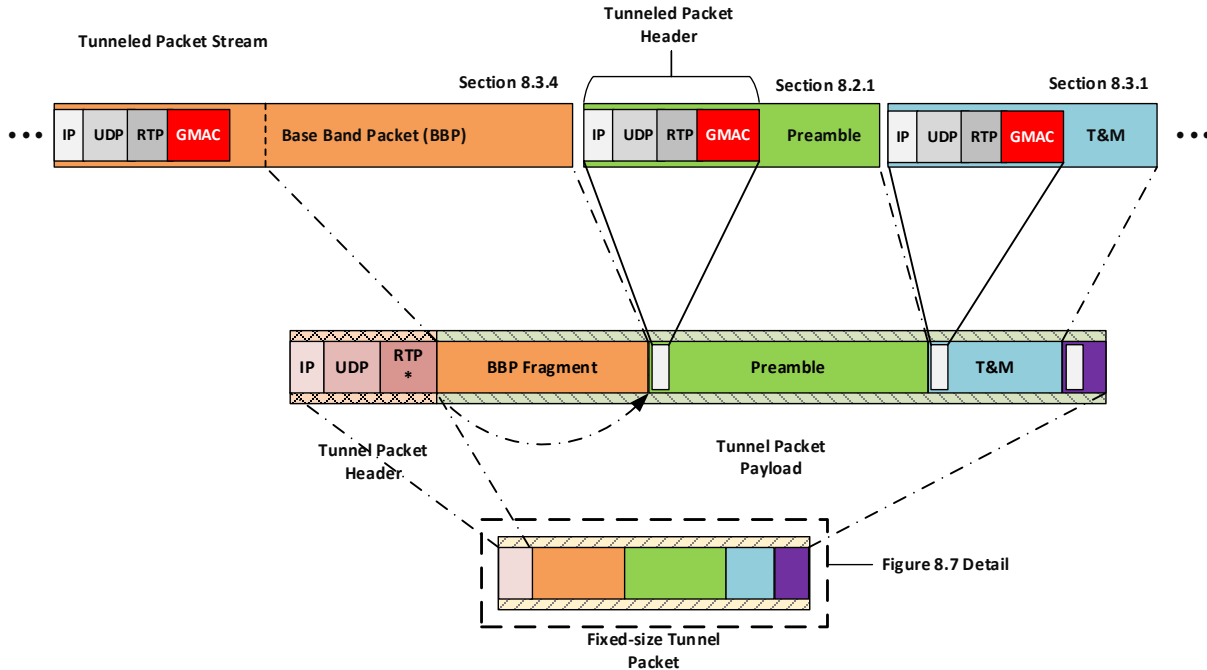 Tunneled Packet
Header
Tunneled Packet Stream
Section 8.3.4
Section 8.2.1
Section 8.3.1
••• IP UDP RTP GMAC Base Band Packet (BBP) IP UDP RTP GMAC Preamble IP UDP RTP GMAC T&M •••
IP UDP RTP BBP Fragment Preamble T&M
*
Tunnel Packet
Header
Tunnel Packet
Payload
Figure 8.7 Detail
Fixed-size Tunnel
Packet